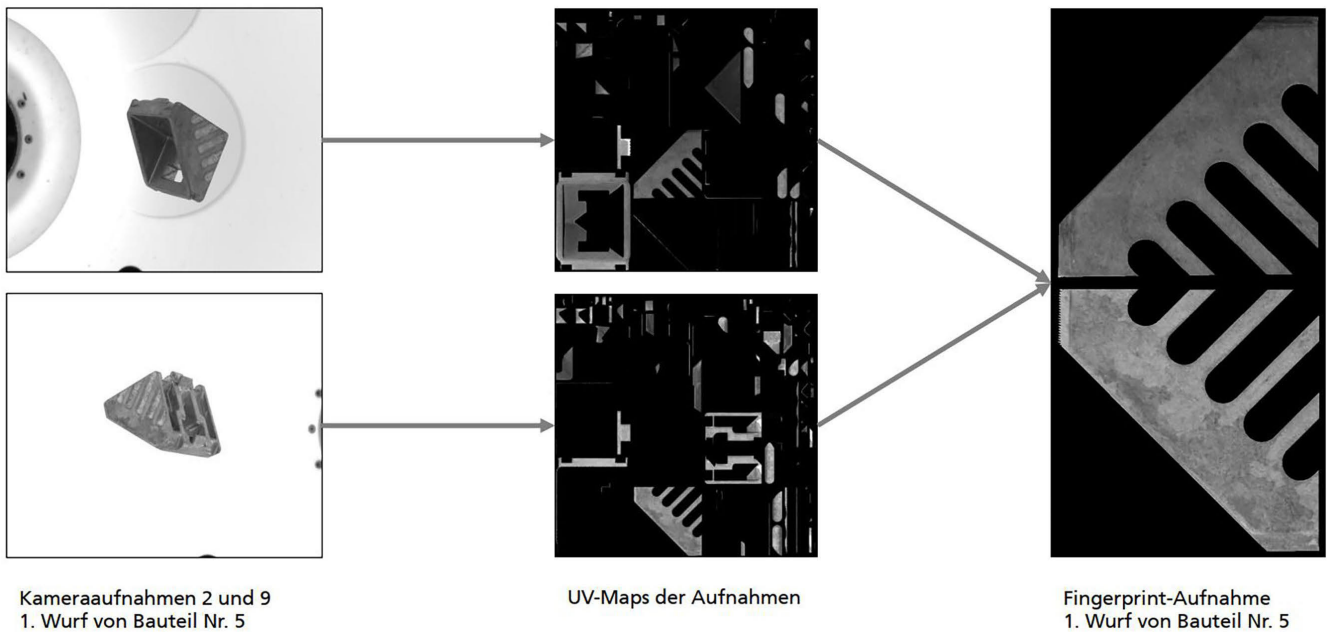 Kameraaufnahmen 2 und 9
1. Wurf von Bauteil Nr. 5
UV-Maps der Aufnahmen
Fingerprint-Aufnahme
1. Wurf von Bauteil Nr. 5